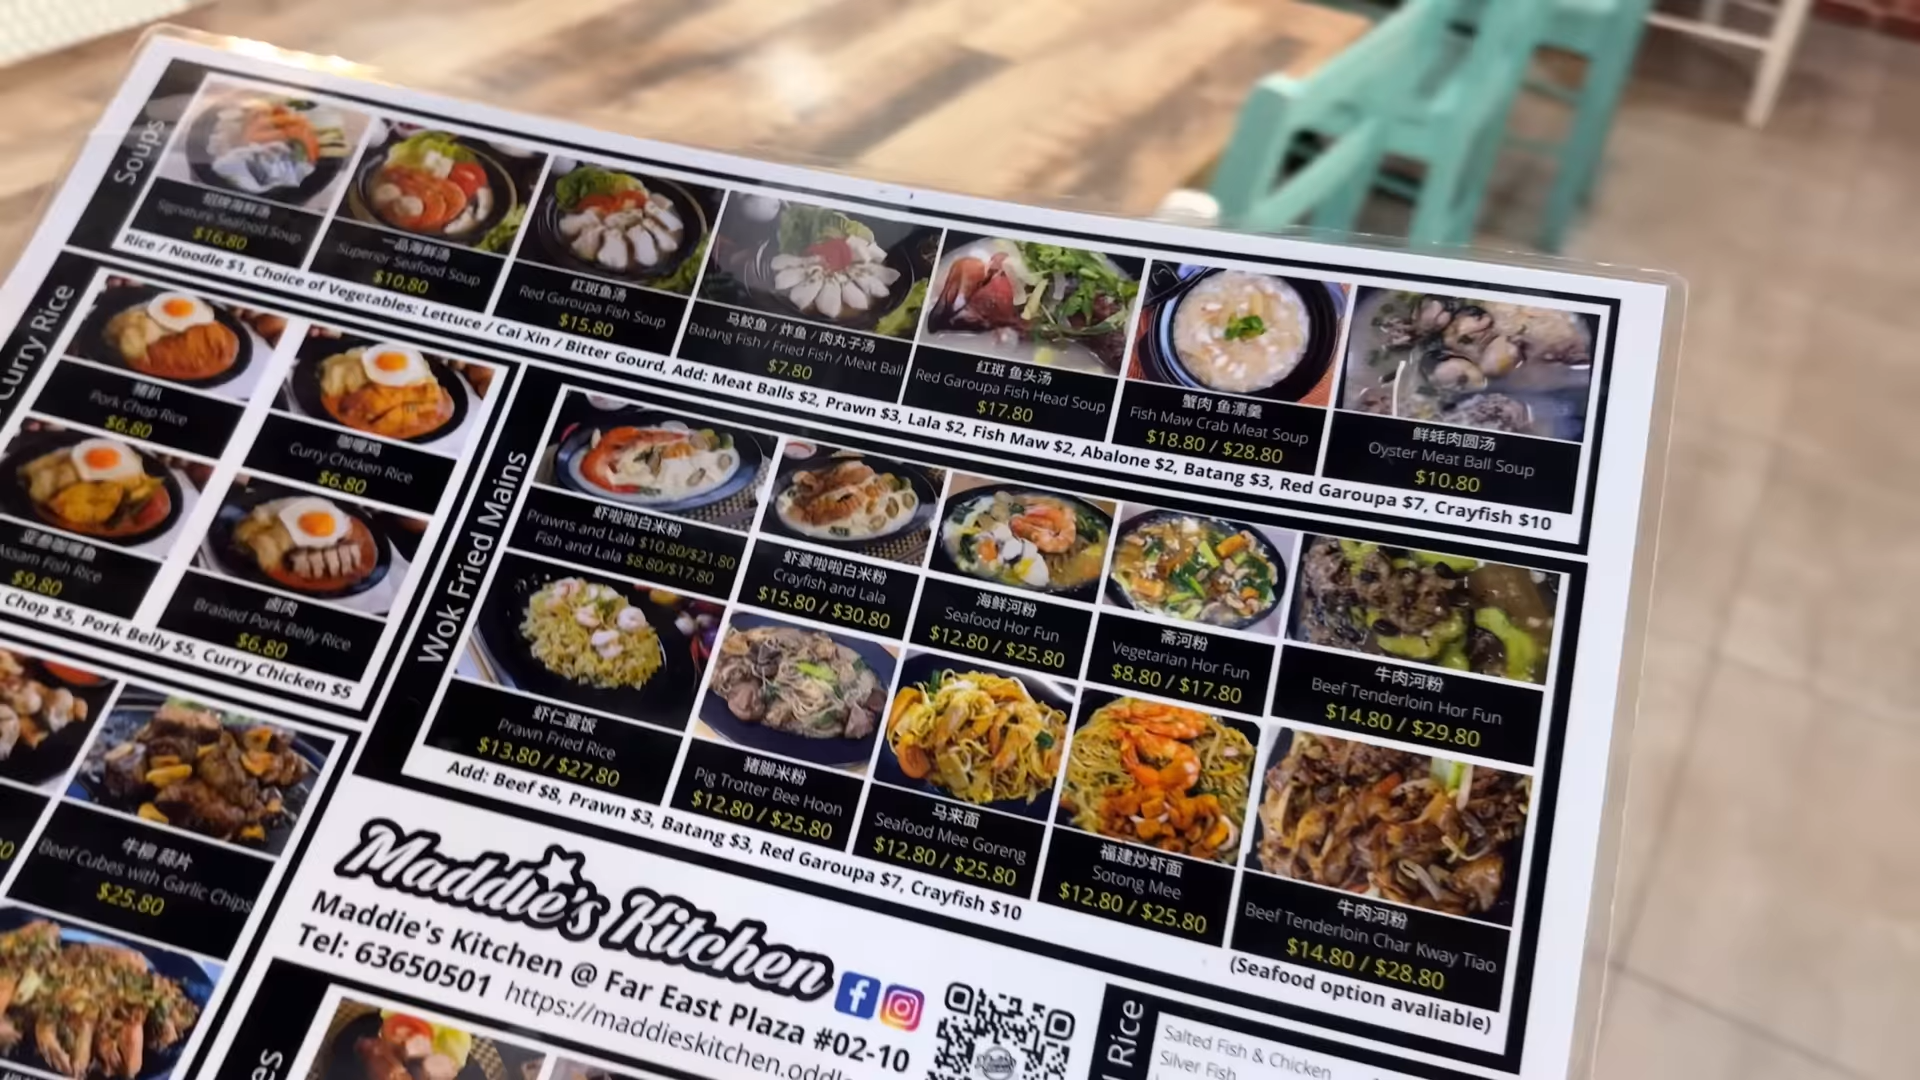 Soups
招牌海鲜汤
Signature Seafood Soup
$16.80
一品海鲜汤
Superior Seafood Soup
$10.80
红斑鱼汤
Red Garoupa Fish Soup
$15.80
马鲛鱼 / 炸鱼 / 肉丸子汤
Batang Fish / Fried Fish / Meat Ball
$7.80
红斑 鱼头汤
Red Garoupa Fish Head Soup
$17.80
蟹肉 鱼漂羹
Fish Maw Crab Meat Soup
$18.80 / $28.80
鲜蚝肉圆汤
Oyster Meat Ball Soup
$10.80
Rice / Noodle $1, Choice of Vegetables: Lettuce / Cai Xin / Bitter Gourd, Add: Meat Balls $2, Prawn $3, Lala $2, Fish Maw $2, Abalone $2, Batang $3, Red Garoupa $7, Crayfish $10
Curry Rice
猪扒
Pork Chop Rice
$6.80
咖喱鸡
Curry Chicken Rice
$6.80
亚参咖喱鱼
Assam Fish Rice
$9.80
卤肉
Braised Pork Belly Rice
$6.80
Chop $5, Pork Belly $5, Curry Chicken $5
Wok Fried Mains
虾啦啦白米粉
Prawns and Lala $10.80/$21.80
Fish and Lala $8.80/$17.80
虾婆啦啦白米粉
Crayfish and Lala
$15.80 / $30.80
海鲜河粉
Seafood Hor Fun
$12.80 / $25.80
斋河粉
Vegetarian Hor Fun
$8.80 / $17.80
牛肉河粉
Beef Tenderloin Hor Fun
$14.80 / $29.80
虾仁蛋饭
Prawn Fried Rice
$13.80 / $27.80
猪脚米粉
Pig Trotter Bee Hoon
$12.80 / $25.80
马来面
Seafood Mee Goreng
$12.80 / $25.80
福建炒虾面
Sotong Mee
$12.80 / $25.80
牛肉河粉
Beef Tenderloin Char Kway Tiao
$14.80 / $28.80
Add: Beef $8, Prawn $3, Batang $3, Red Garoupa $7, Crayfish $10
(Seafood option avaliable)
牛柳 蒜片
Beef Cubes with Garlic Chips
$25.80
Maddie's Kitchen
Maddie's Kitchen @ Far East Plaza #02-10
Tel: 63650501 https://maddieskitchen.oddl
Rice
Salted Fish & Chicken
Silver Fish